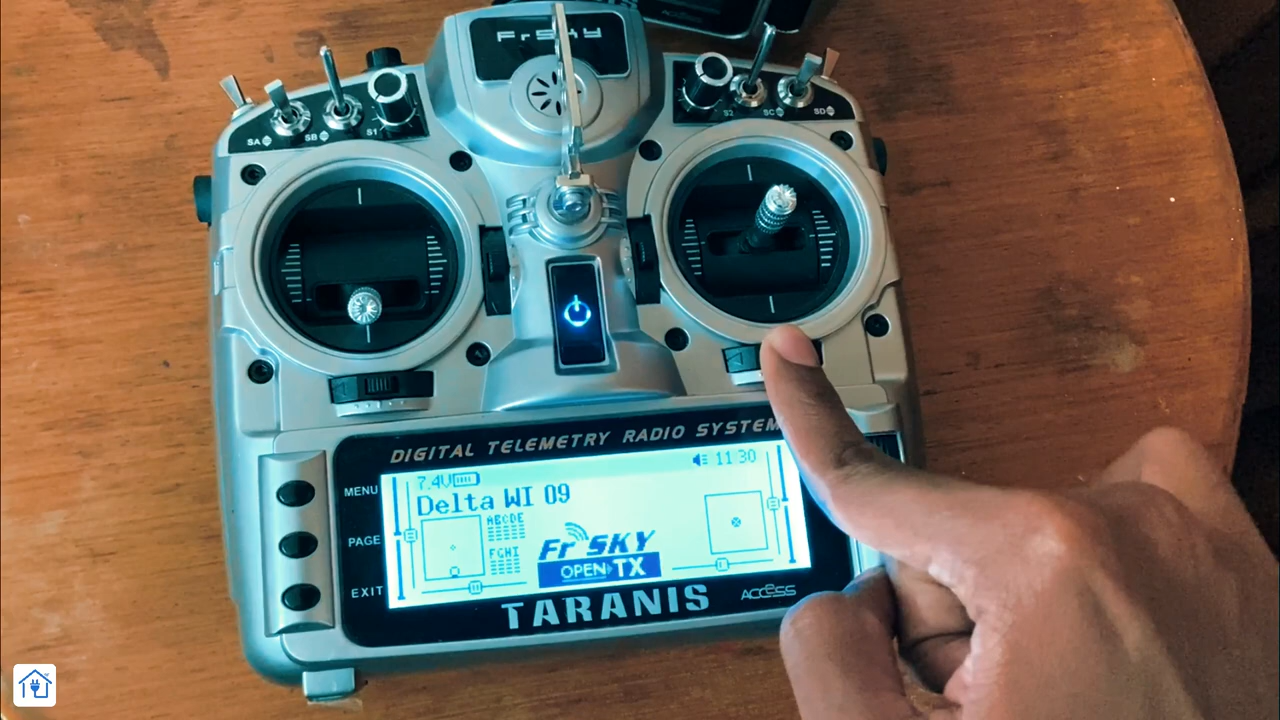 ACCESS
FrSKY
SA
SB
S1
S2
SC
SD
DIGITAL TELEMETRY RADIO SYSTEM
MENU
PAGE
EXIT
7.4V
11:30
Delta WI 09
ABCDE
FGHI
FrSKY
OPEN TX
TARANIS
ACCESS